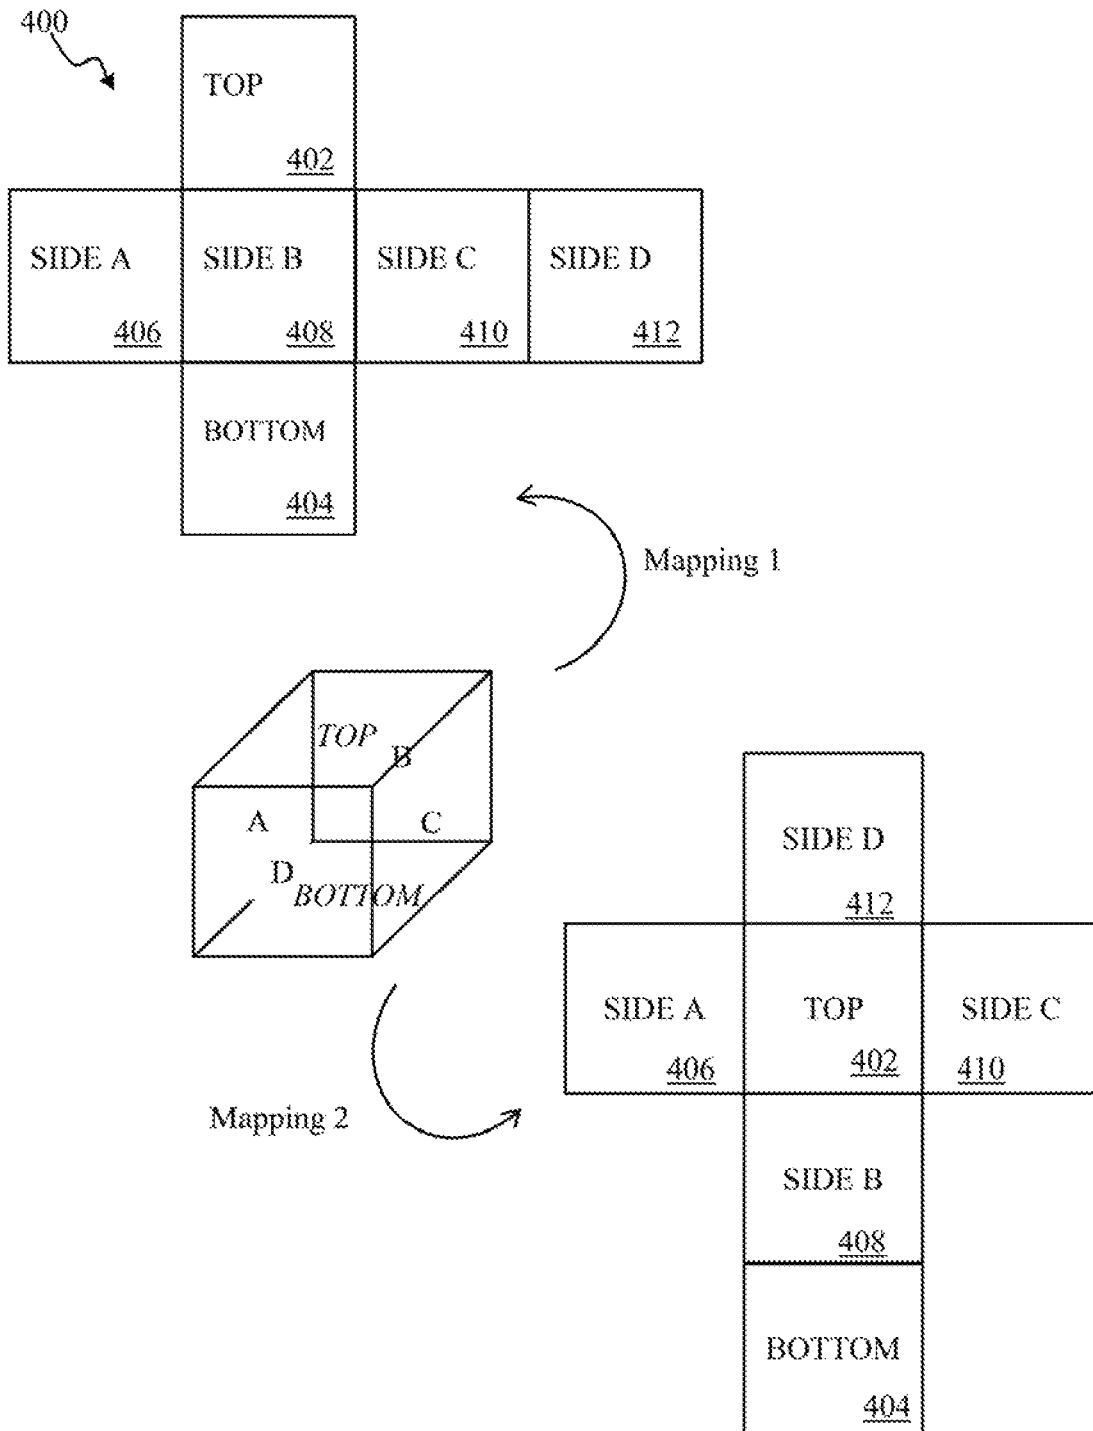 400
TOP
402
SIDE A
SIDE B
SIDE C
SIDE D
406
408
410
412
BOTTOM
404
Mapping 1
TOP
B
A
C
D
BOTTOM
SIDE D
412
SIDE A
TOP
SIDE C
406
402
410
Mapping 2
SIDE B
408
BOTTOM
404